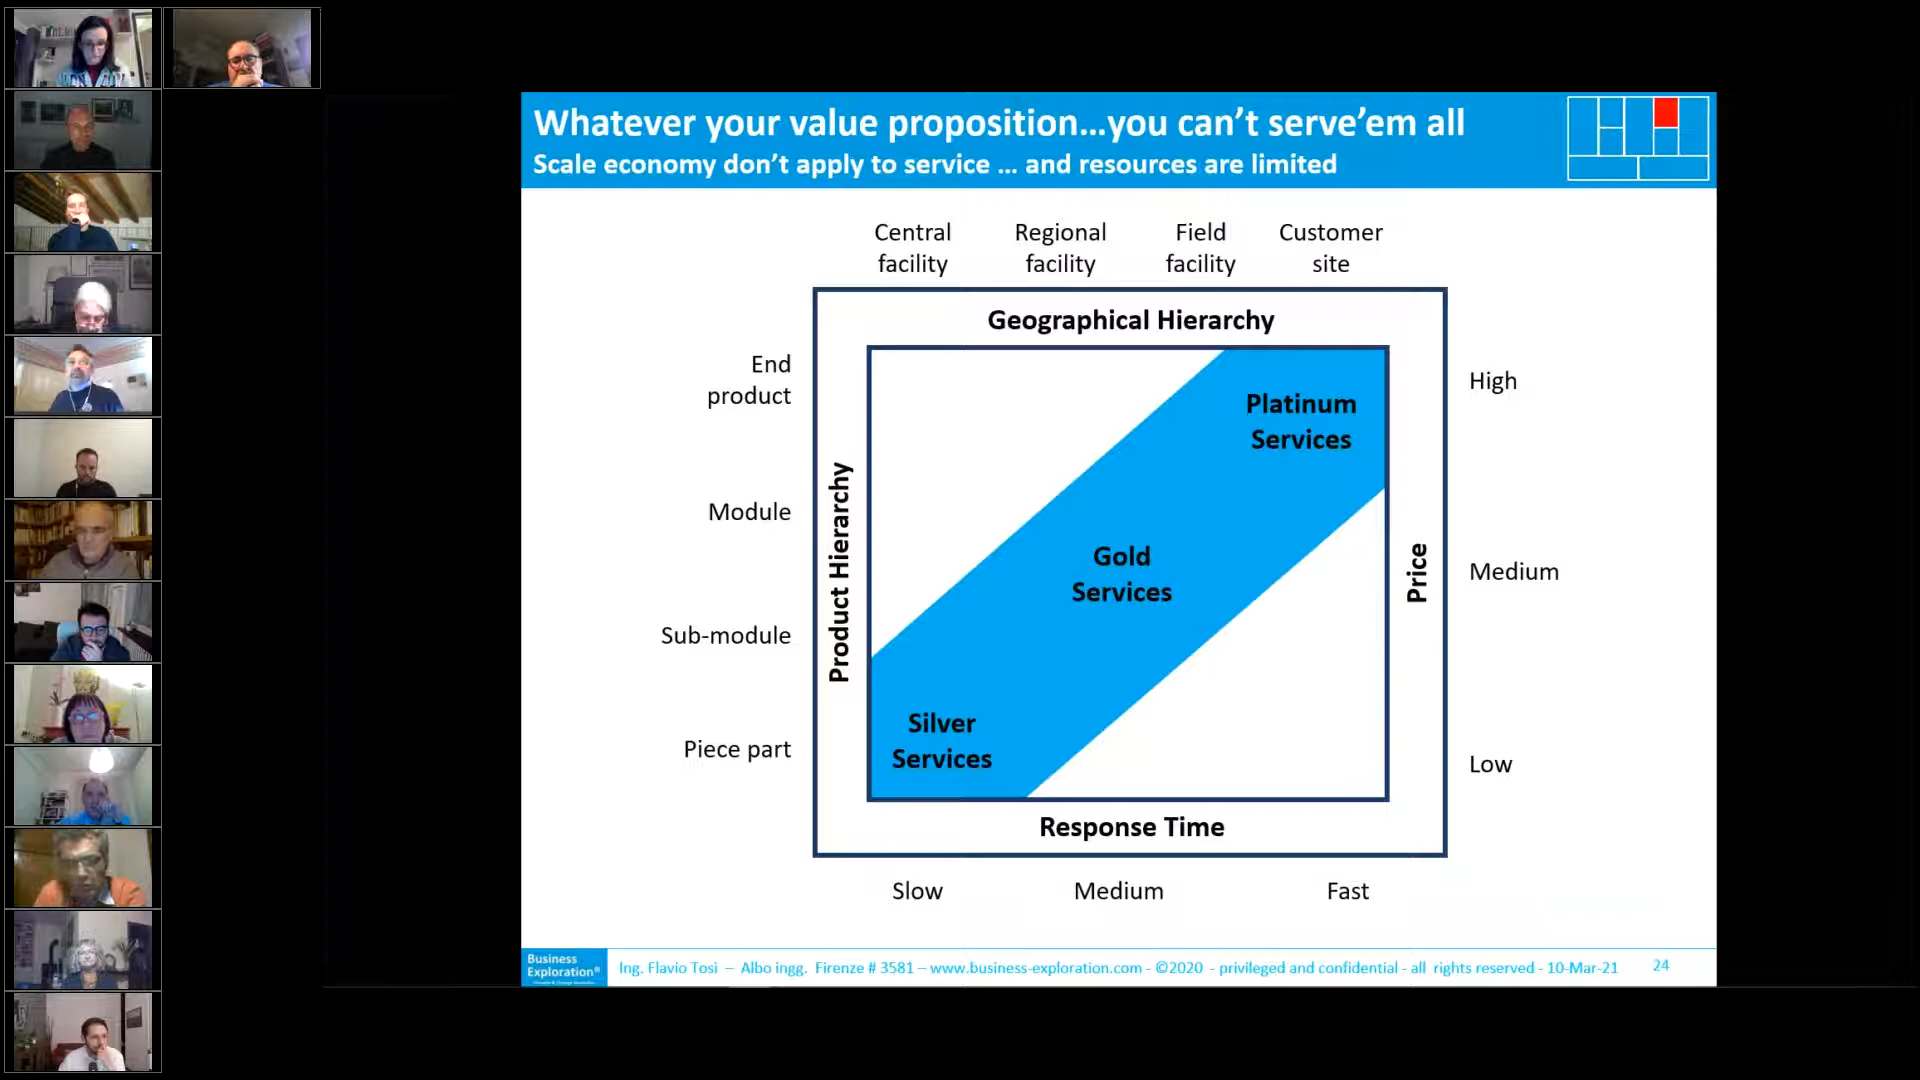 Whatever your value proposition…you can’t serve’em all
Scale economy don’t apply to service … and resources are limited
Central facility
Regional facility
Field facility
Customer site
Geographical Hierarchy
End product
Module
Sub-module
Piece part
Product Hierarchy
Platinum Services
Gold Services
Silver Services
Price
High
Medium
Low
Response Time
Slow
Medium
Fast
Business Exploration®
Ing. Flavio Tosi – Albo ingg. Firenze # 3581 – www.business-exploration.com - ©2020 - privileged and confidential - all rights reserved - 10-Mar-21
24